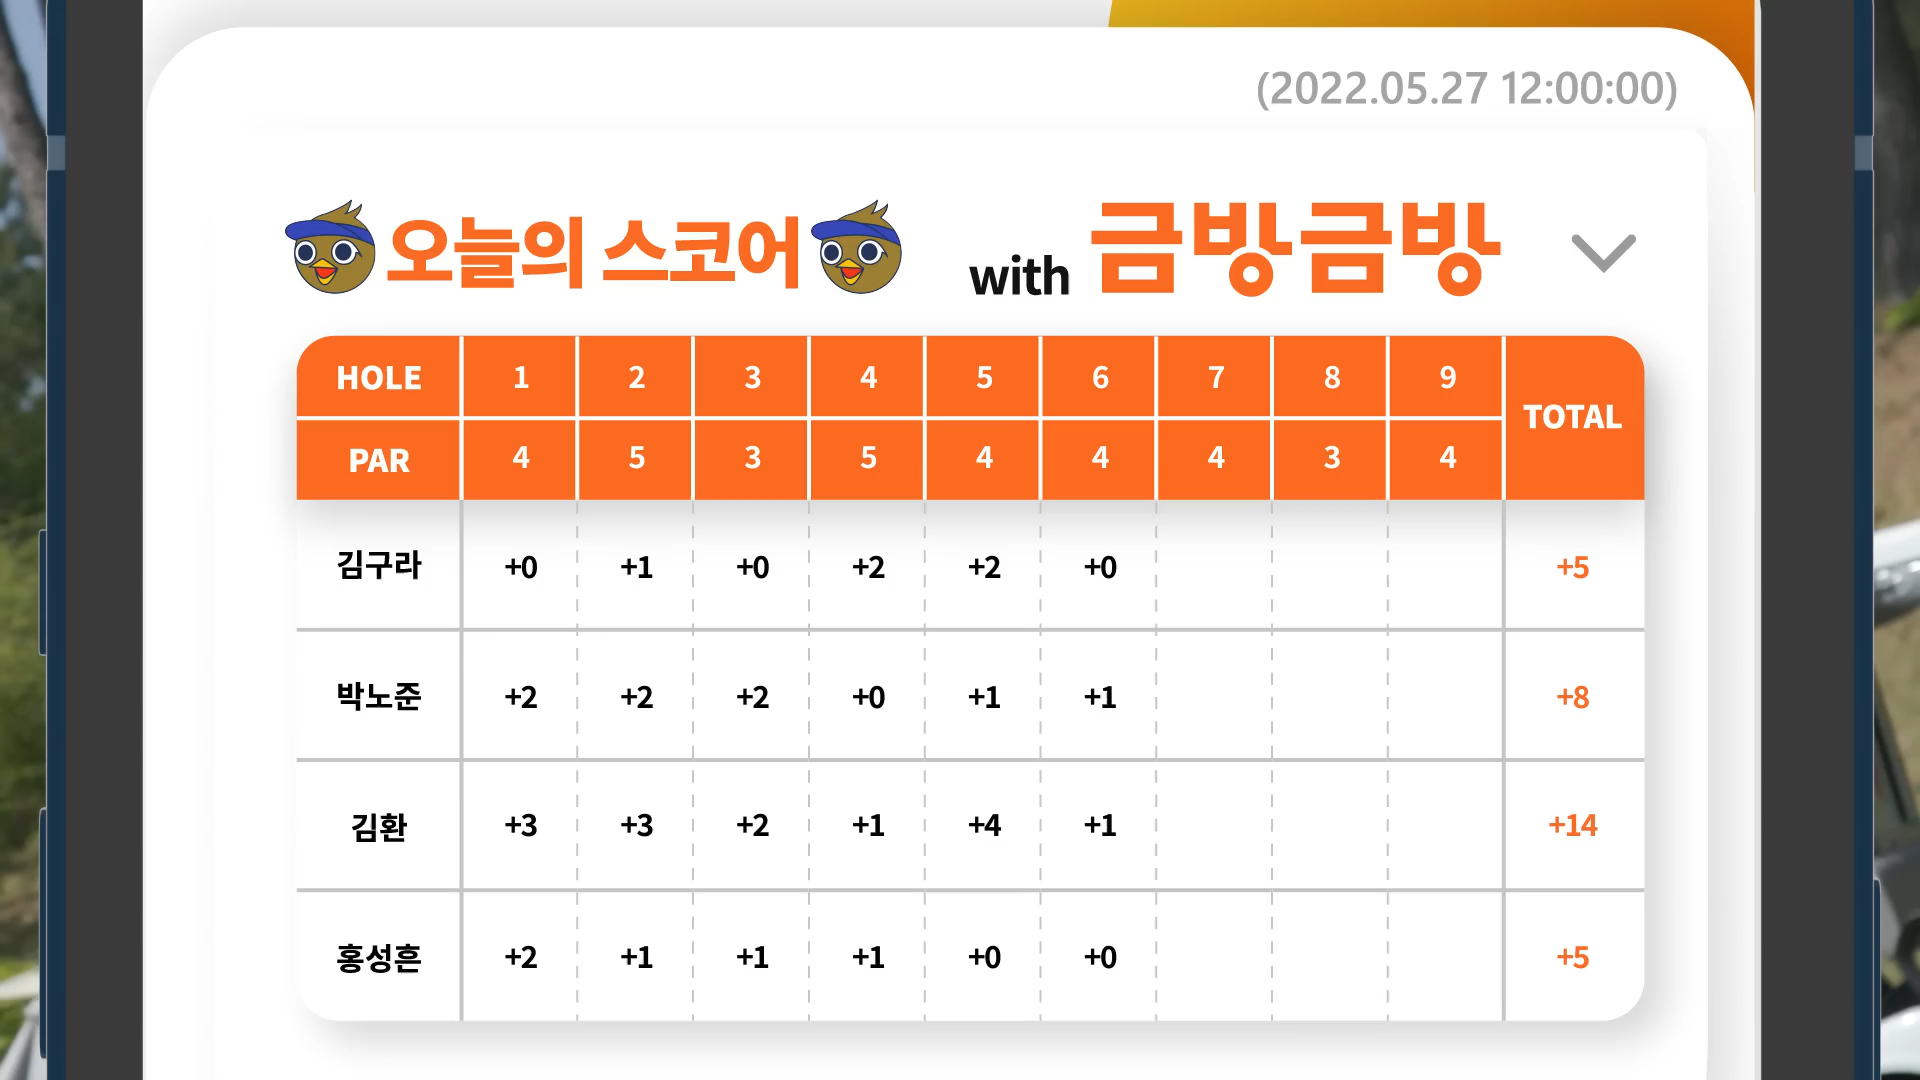 (2022.05.27 12:00:00)
오늘의 스코어 with 금방금방
HOLE 1 2 3 4 5 6 7 8 9 TOTAL
PAR 4 5 3 5 4 4 4 3 4
김구라 +0 +1 +0 +2 +2 +0 +5
박노준 +2 +2 +2 +0 +1 +1 +8
김환 +3 +3 +2 +1 +4 +1 +14
홍성흔 +2 +1 +1 +1 +0 +0 +5